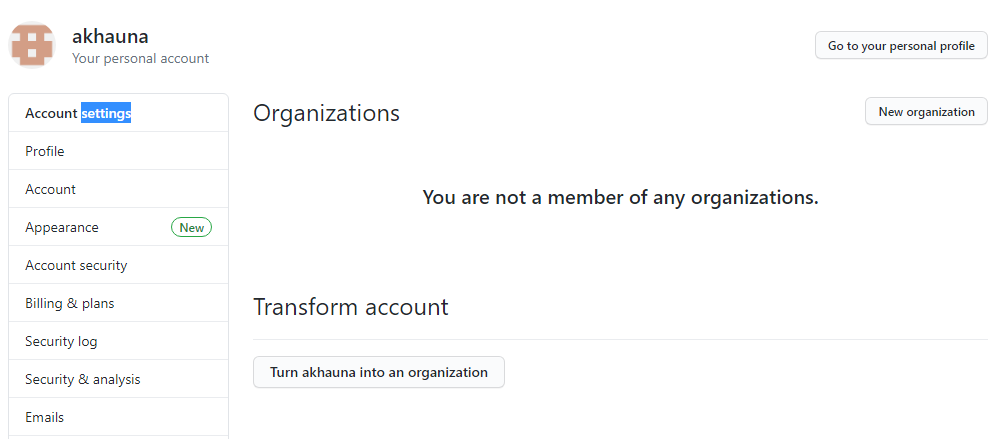 akhauna
Your personal account
Go to your personal profile
Account settings
Profile
Account
Appearance New
Account security
Billing & plans
Security log
Security & analysis
Emails
Organizations
New organization
You are not a member of any organizations.
Transform account
Turn akhauna into an organization